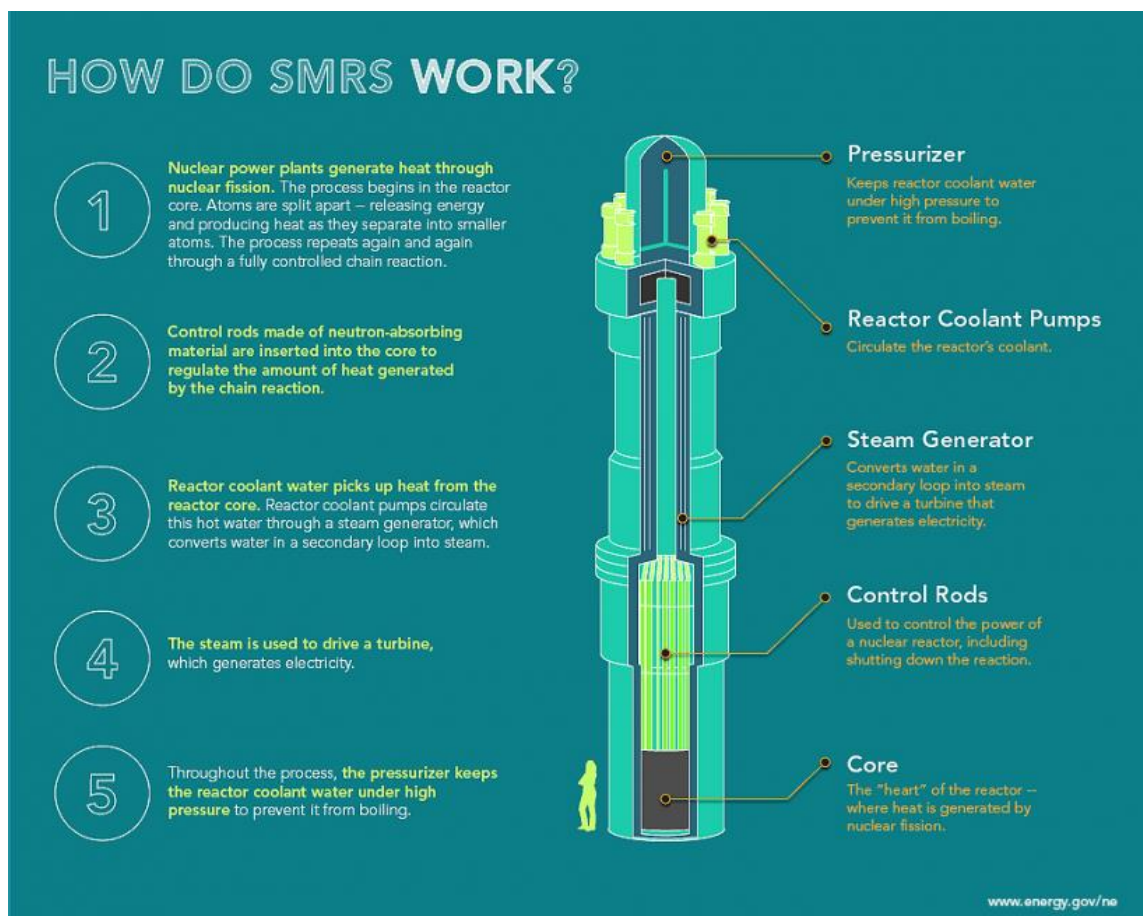 HOW DO SMRS WORK?
1
Nuclear power plants generate heat through
nuclear fission. The process begins in the reactor
core. Atoms are split apart – releasing energy
and producing heat as they separate into smaller
atoms. The process repeats again and again
through a fully controlled chain reaction.
2
Control rods made of neutron-absorbing
material are inserted into the core to
regulate the amount of heat generated
by the chain reaction.
3
Reactor coolant water picks up heat from the
reactor core. Reactor coolant pumps circulate
this hot water through a steam generator, which
converts water in a secondary loop into steam.
4
The steam is used to drive a turbine,
which generates electricity.
5
Throughout the process, the pressurizer keeps
the reactor coolant water under high
pressure to prevent it from boiling.
Pressurizer
Keeps reactor coolant water
under high pressure to
prevent it from boiling.
Reactor Coolant Pumps
Circulate the reactor's coolant.
Steam Generator
Converts water in a
secondary loop into steam
to drive a turbine that
generates electricity.
Control Rods
Used to control the power of
a nuclear reactor, including
shutting down the reaction.
Core
The "heart" of the reactor --
where heat is generated by
nuclear fission.
www.energy.gov/ne